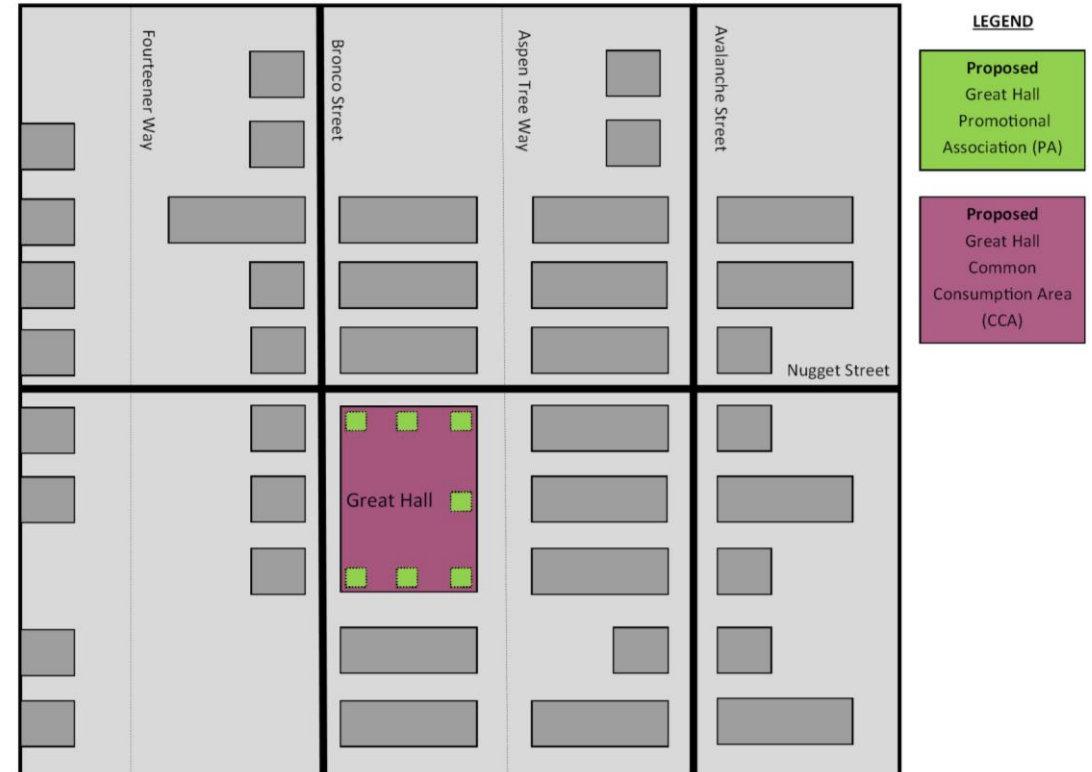 LEGEND
Proposed
Great Hall
Promotional
Association (PA)
Proposed
Great Hall
Common
Consumption Area
(CCA)
Fourteener Way
Bronco Street
Aspen Tree Way
Avalanche Street
Nugget Street
Great Hall